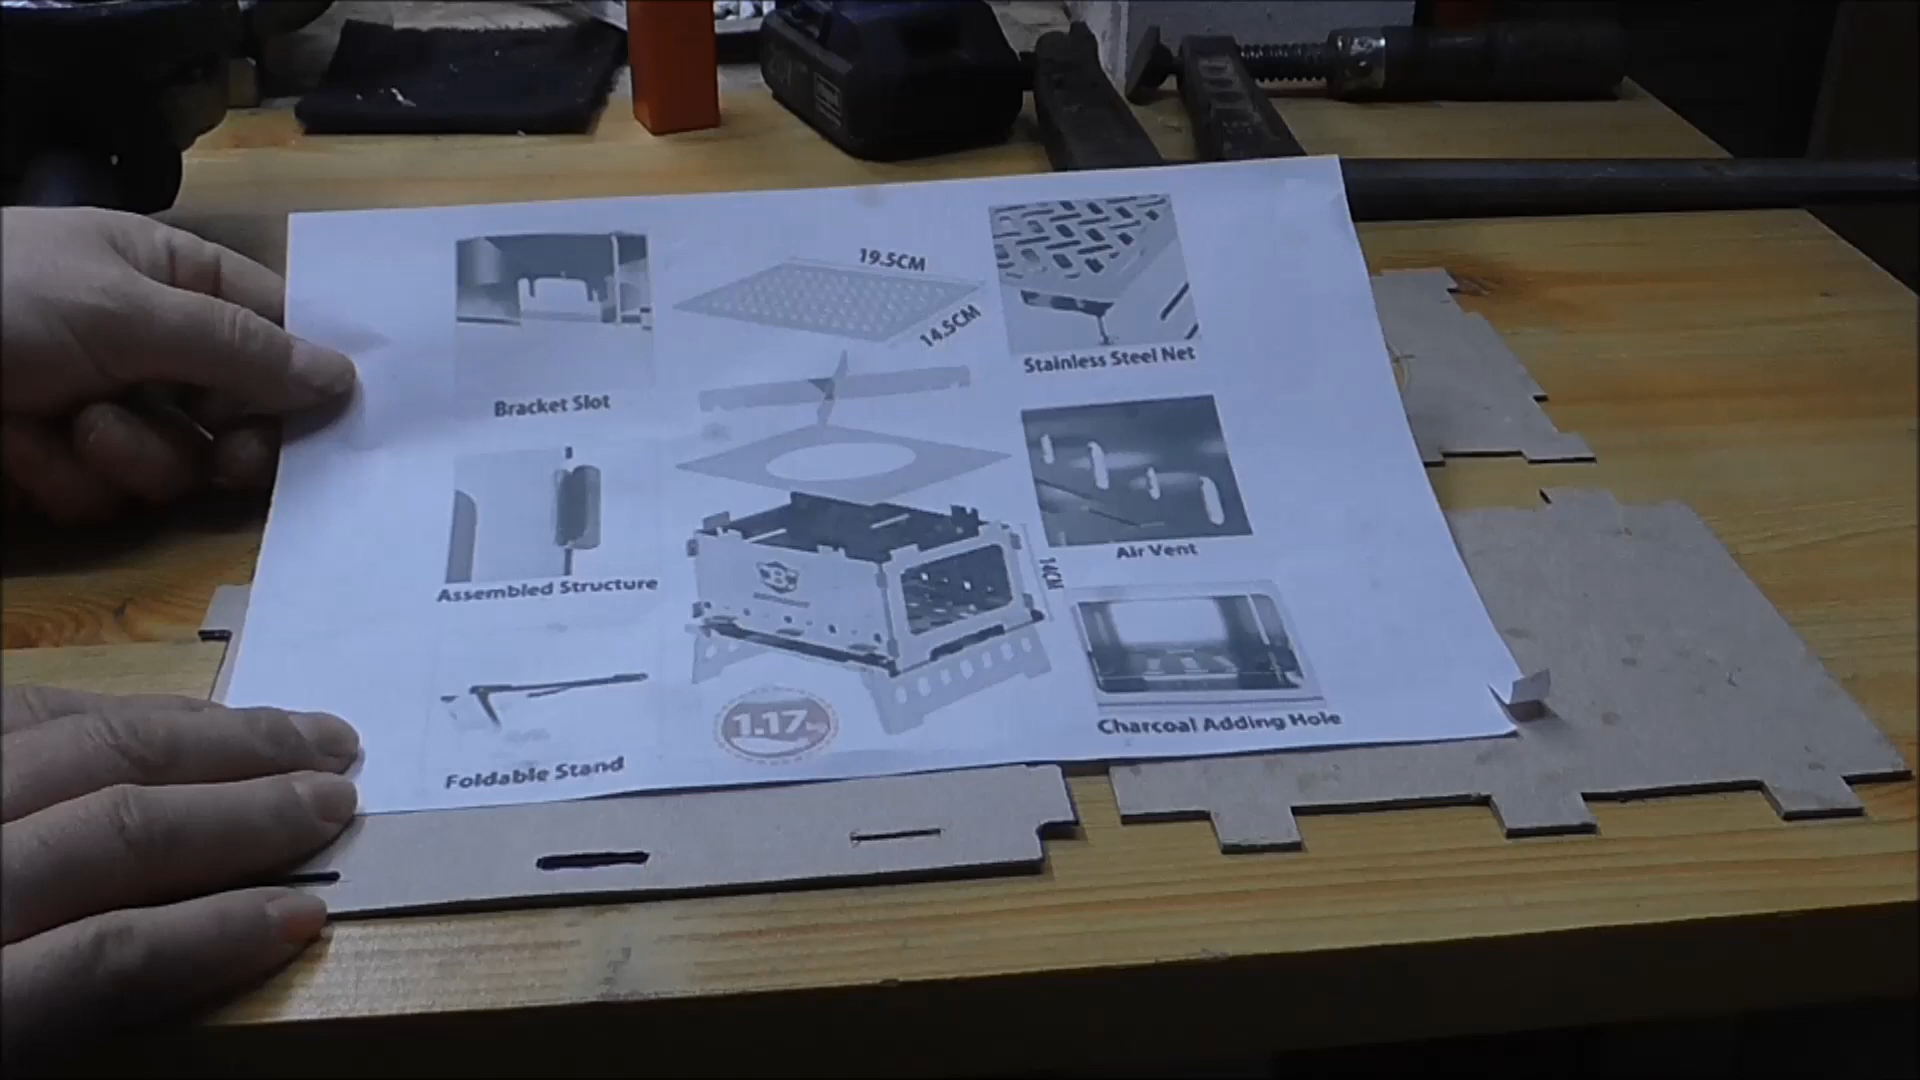 19.5CM
14.5CM
Bracket Slot
Stainless Steel Net
Air Vent
Assembled Structure
14CM
1.17
Charcoal Adding Hole
Foldable Stand